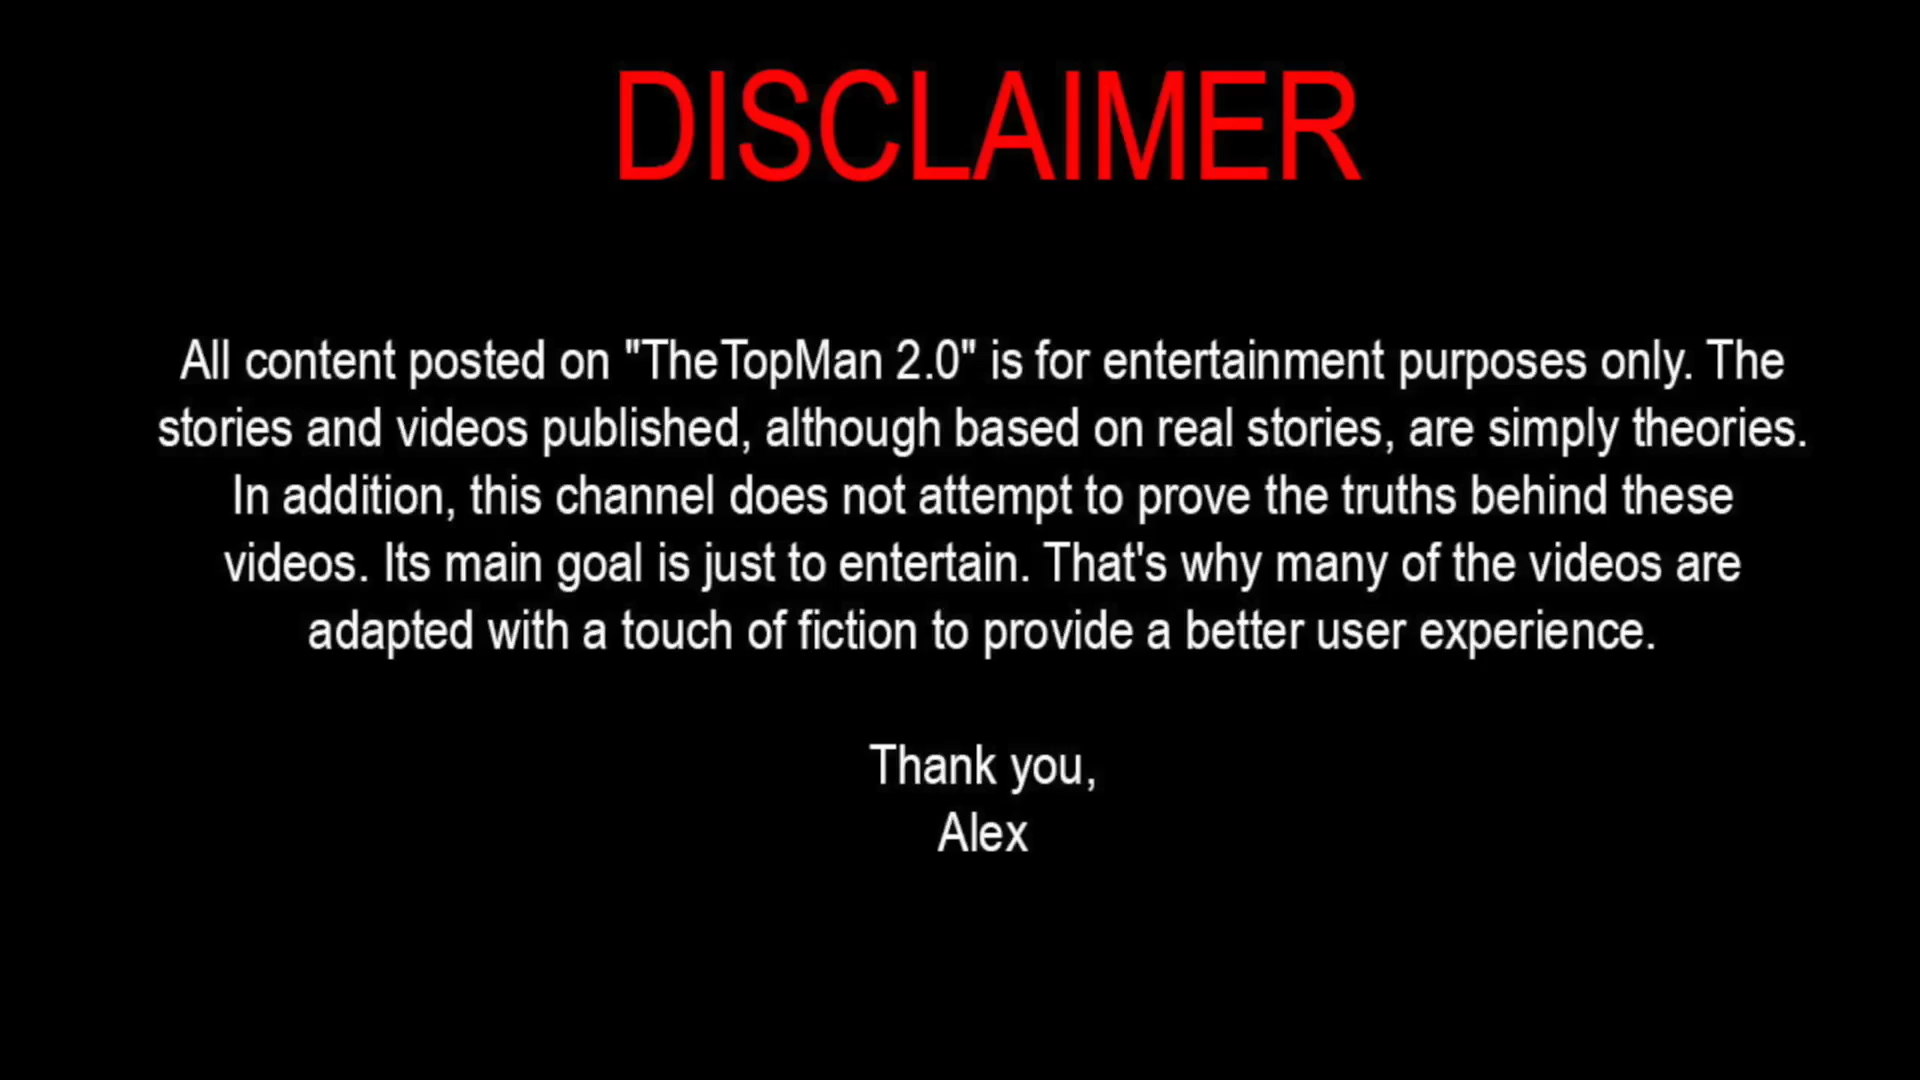 DISCLAIMER
All content posted on "TheTopMan 2.0" is for entertainment purposes only. The
stories and videos published, although based on real stories, are simply theories.
In addition, this channel does not attempt to prove the truths behind these
videos. Its main goal is just to entertain. That's why many of the videos are
adapted with a touch of fiction to provide a better user experience.
Thank you,
Alex